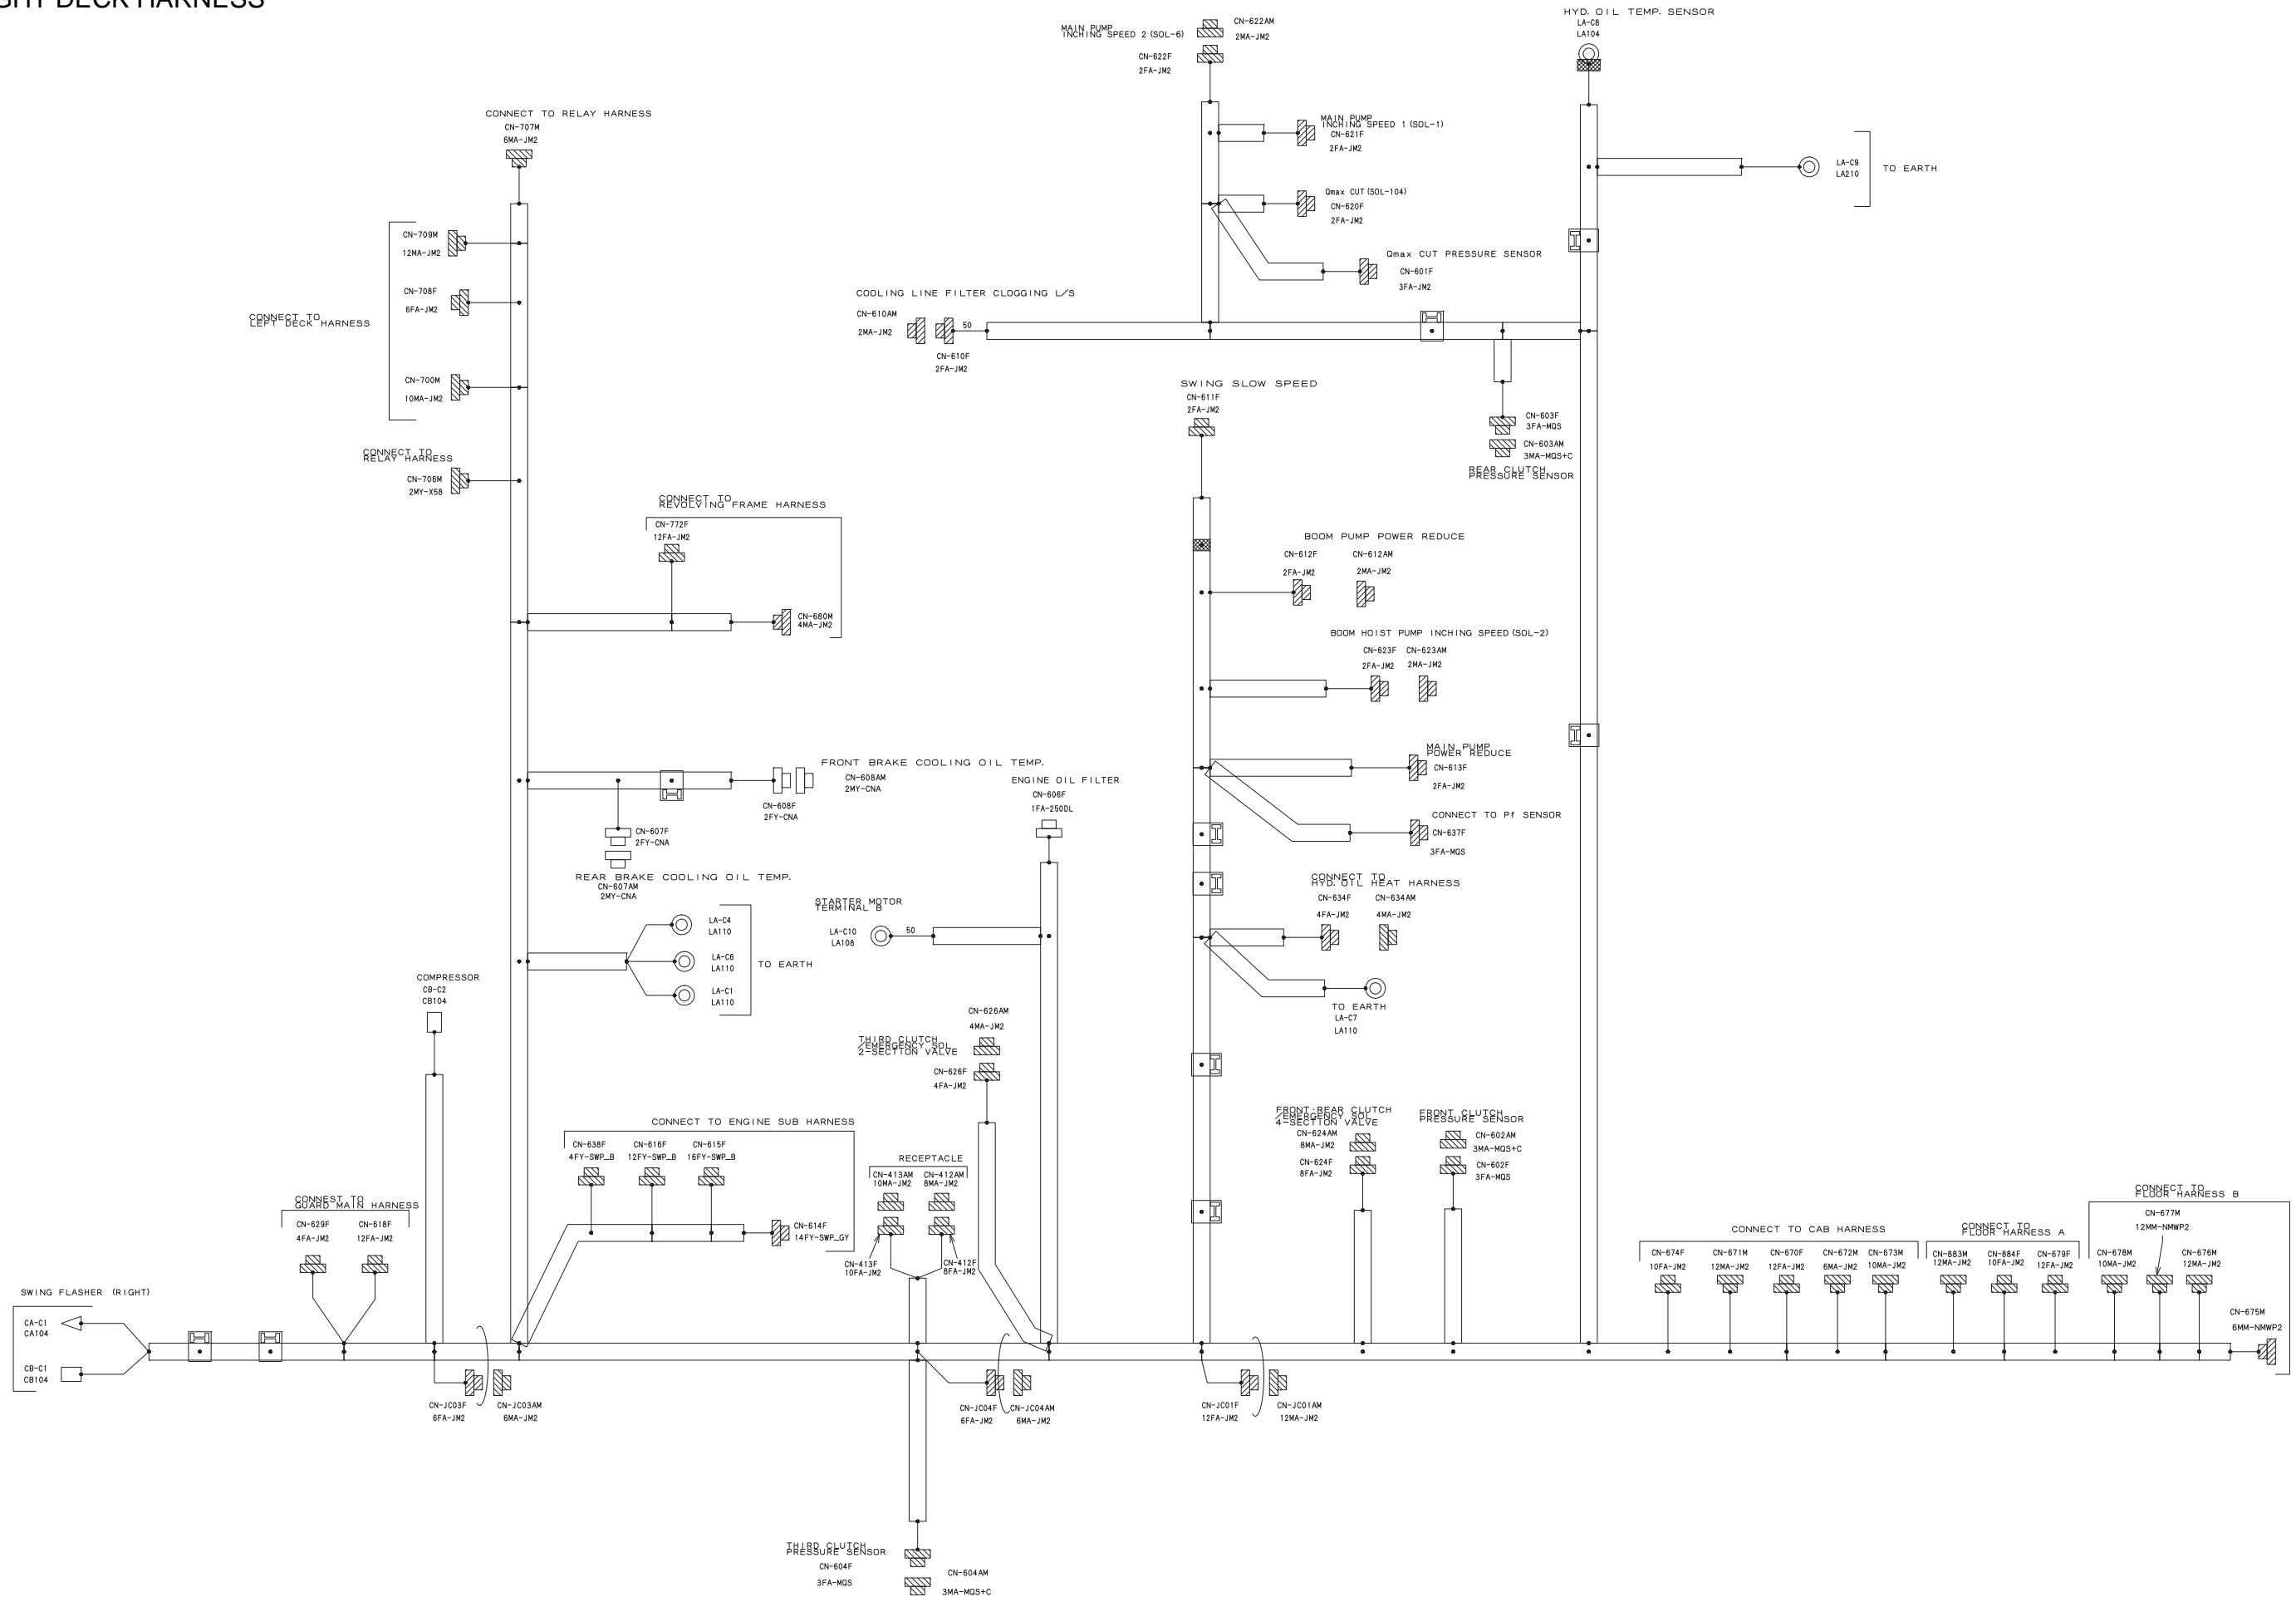 GHT DECK HARNESS
MAIN PUMP
INCHING SPEED 2 (SOL-6)
CN-622AM
2MA-JM2
CN-622F
2FA-JM2
HYD. OIL TEMP. SENSOR
LA-C8
LA104
CONNECT TO RELAY HARNESS
CN-707M
6MA-JM2
MAIN PUMP
INCHING SPEED 1 (SOL-1)
CN-621F
2FA-JM2
LA-C9
LA210
TO EARTH
Qmax CUT (SOL-104)
CN-620F
2FA-JM2
CN-709M
12MA-JM2
CN-708F
6FA-JM2
CONNECT TO
LEFT DECK HARNESS
CN-700M
10MA-JM2
Qmax CUT PRESSURE SENSOR
CN-601F
3FA-JM2
COOLING LINE FILTER CLOGGING L/S
CN-610AM
2MA-JM2
50
CN-610F
2FA-JM2
SWING SLOW SPEED
CN-611F
2FA-JM2
CN-603F
3FA-MQS
CN-603AM
3MA-MQS+C
REAR CLUTCH
PRESSURE SENSOR
CONNECT TO
RELAY HARNESS
CN-706M
2MY-X58
CONNECT TO
REVOLVING FRAME HARNESS
CN-772F
12FA-JM2
CN-680M
4MA-JM2
BOOM PUMP POWER REDUCE
CN-612F
2FA-JM2
CN-612AM
2MA-JM2
BOOM HOIST PUMP INCHING SPEED (SOL-2)
CN-623F
2FA-JM2
CN-623AM
2MA-JM2
MAIN PUMP
POWER REDUCE
CN-613F
2FA-JM2
CONNECT TO Pf SENSOR
CN-637F
3FA-MQS
FRONT BRAKE COOLING OIL TEMP.
CN-608AM
2MY-CNA
CN-608F
2FY-CNA
CN-607F
2FY-CNA
REAR BRAKE COOLING OIL TEMP.
CN-607AM
2MY-CNA
ENGINE OIL FILTER
CN-606F
1FA-250DL
CONNECT TO
HYD. OIL HEAT HARNESS
CN-634F
4FA-JM2
CN-634AM
4MA-JM2
STARTER MOTOR
TERMINAL B
LA-C10
LA108
50
LA-C4
LA110
LA-C6
LA110
LA-C1
LA110
TO EARTH
TO EARTH
LA-C7
LA110
COMPRESSOR
CB-C2
CB104
CN-626AM
4MA-JM2
THIRD CLUTCH
/EMERGENCY SOL
2-SECTION VALVE
CN-626F
4FA-JM2
CONNECT TO ENGINE SUB HARNESS
CN-638F
4FY-SWP_B
CN-616F
12FY-SWP_B
CN-615F
16FY-SWP_B
CN-614F
14FY-SWP_GY
RECEPTACLE
CN-413AM
10MA-JM2
CN-412AM
8MA-JM2
CN-413F
10FA-JM2
CN-412F
8FA-JM2
FRONT·REAR CLUTCH
/EMERGENCY SOL
4-SECTION VALVE
CN-624AM
8MA-JM2
CN-624F
8FA-JM2
FRONT CLUTCH
PRESSURE SENSOR
CN-602AM
3MA-MQS+C
CN-602F
3FA-MQS
CONNEST TO
GUARD MAIN HARNESS
CN-629F
4FA-JM2
CN-618F
12FA-JM2
CONNECT TO CAB HARNESS
CN-674F
10FA-JM2
CN-671M
12MA-JM2
CN-670F
12FA-JM2
CN-672M
6MA-JM2
CN-673M
10MA-JM2
CONNECT TO
FLOOR HARNESS A
CN-883M
12MA-JM2
CN-884F
10FA-JM2
CN-679F
12FA-JM2
CONNECT TO
FLOOR HARNESS B
CN-677M
12MM-NMWP2
CN-678M
10MA-JM2
CN-676M
12MA-JM2
CN-675M
6MM-NMWP2
SWING FLASHER (RIGHT)
CA-C1
CA104
CB-C1
CB104
CN-JC03F
6FA-JM2
CN-JC03AM
6MA-JM2
CN-JC04F
6FA-JM2
CN-JC04AM
6MA-JM2
CN-JC01F
12FA-JM2
CN-JC01AM
12MA-JM2
THIRD CLUTCH
PRESSURE SENSOR
CN-604F
3FA-MQS
CN-604AM
3MA-MQS+C